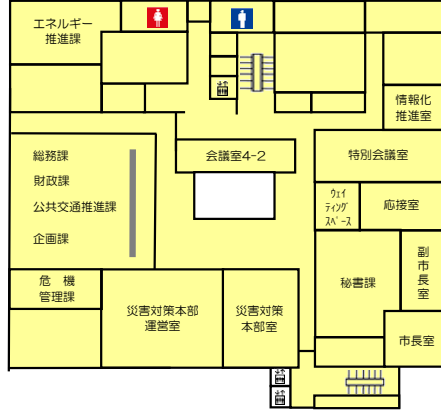 エネルギー
推進課
情報化
推進室
総務課
財政課
公共交通推進課
企画課
会議室4-2
特別会議室
ウェイ
ティング
スペース
応接室
危 機
管理課
災害対策本部
運営室
災害対策
本部室
秘書課
副市長室
市長室